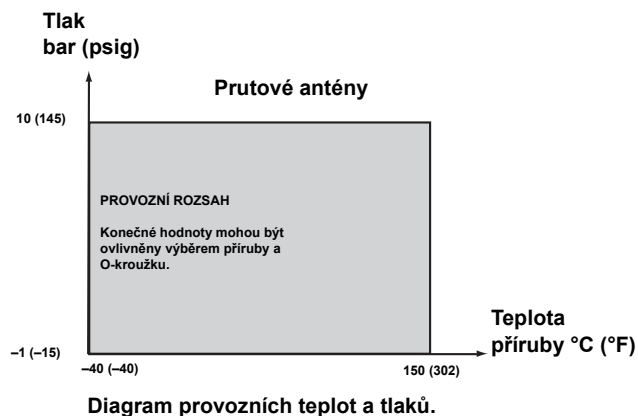 Tlak
bar (psig)
Prutové antény
10 (145)
PROVOZNÍ ROZSAH
Konečné hodnoty mohou být
ovlivněny výběrem příruby a
O-kroužku.
Teplota
příruby °C (°F)
–1 (–15)
–40 (–40)
150 (302)
Diagram provozních teplot a tlaků.